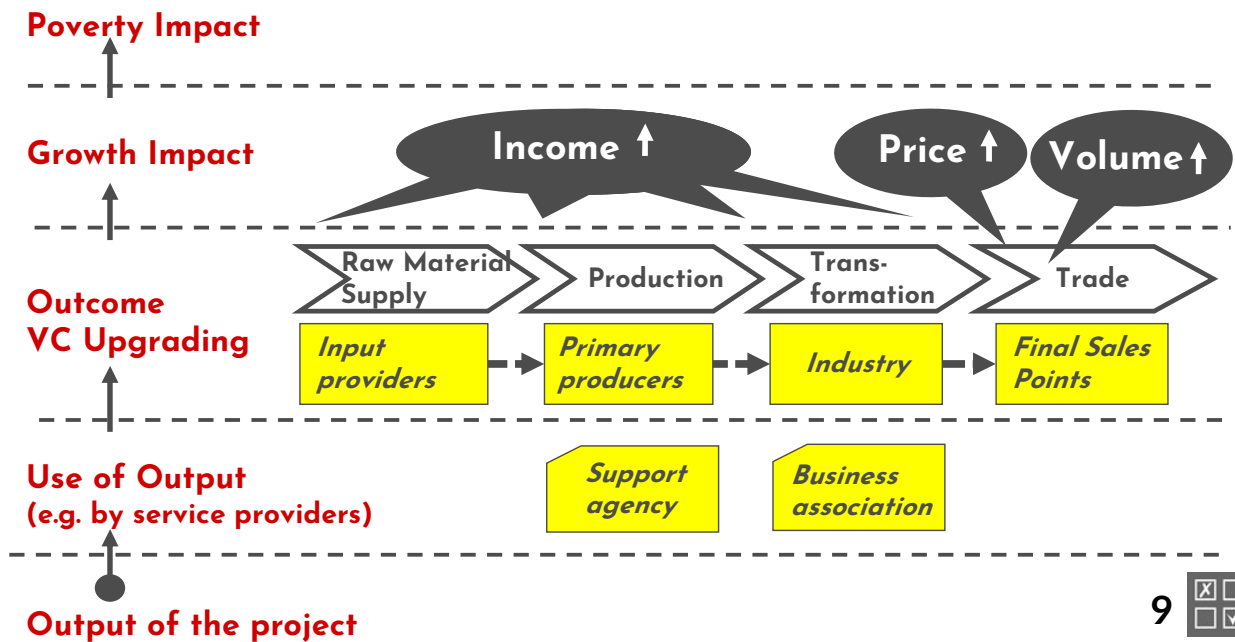 Poverty Impact
Growth Impact
Income
Price
Volume
Raw Material
Supply
Production
Trans-
formation
Trade
Outcome
VC Upgrading
Input
providers
Primary
producers
Industry
Final Sales
Points
Use of Output
(e.g. by service providers)
Support
agency
Business
association
Output of the project
9